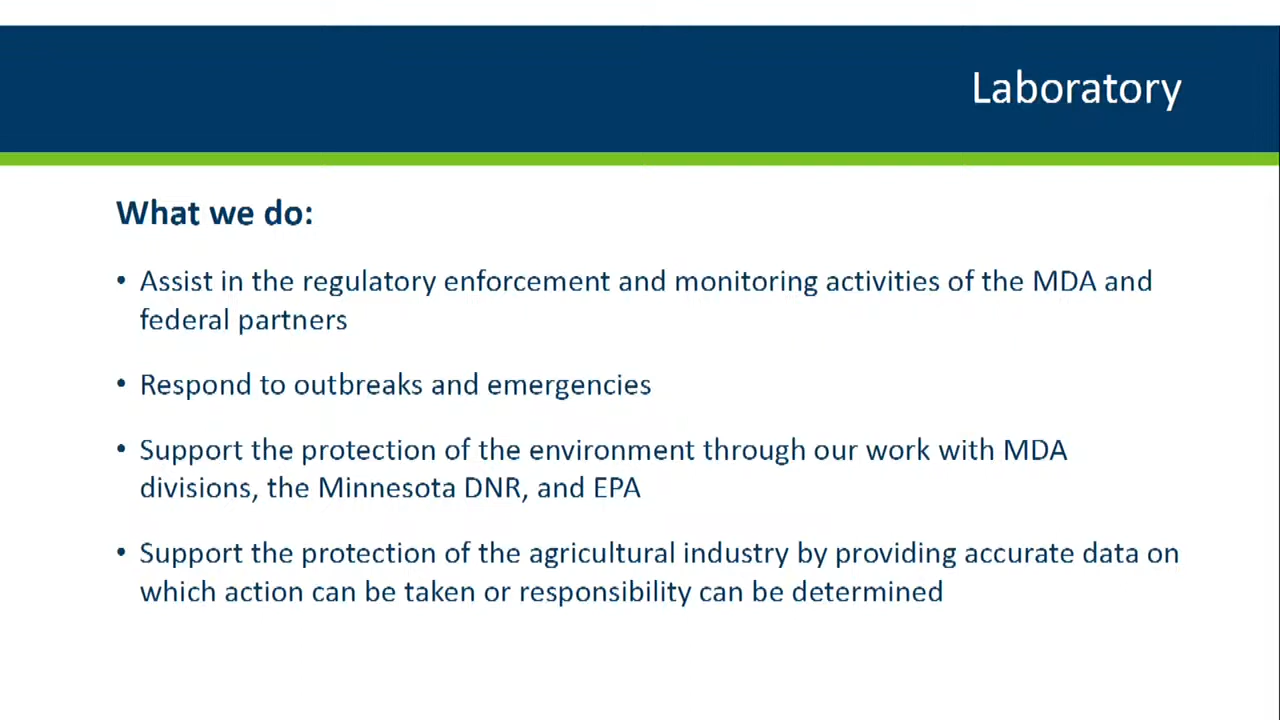 Laboratory
What we do:
• Assist in the regulatory enforcement and monitoring activities of the MDA and
federal partners
• Respond to outbreaks and emergencies
• Support the protection of the environment through our work with MDA
divisions, the Minnesota DNR, and EPA
• Support the protection of the agricultural industry by providing accurate data on
which action can be taken or responsibility can be determined